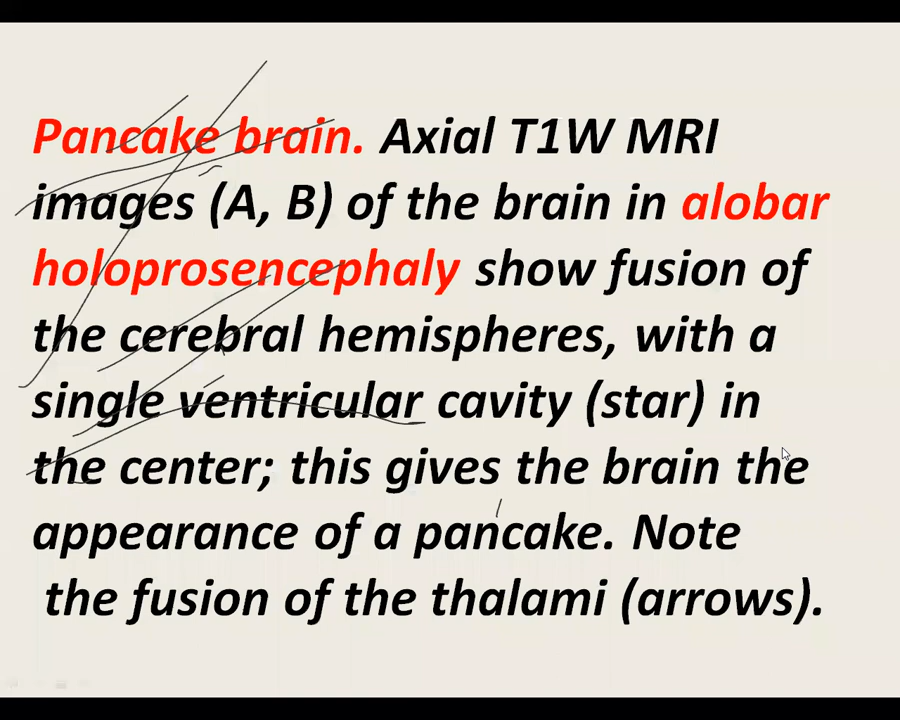 Pancake brain. Axial T1W MRI
images (A, B) of the brain in alobar
holoprosencephaly show fusion of
the cerebral hemispheres, with a
single ventricular cavity (star) in
the center; this gives the brain the
appearance of a pancake. Note
the fusion of the thalami (arrows).